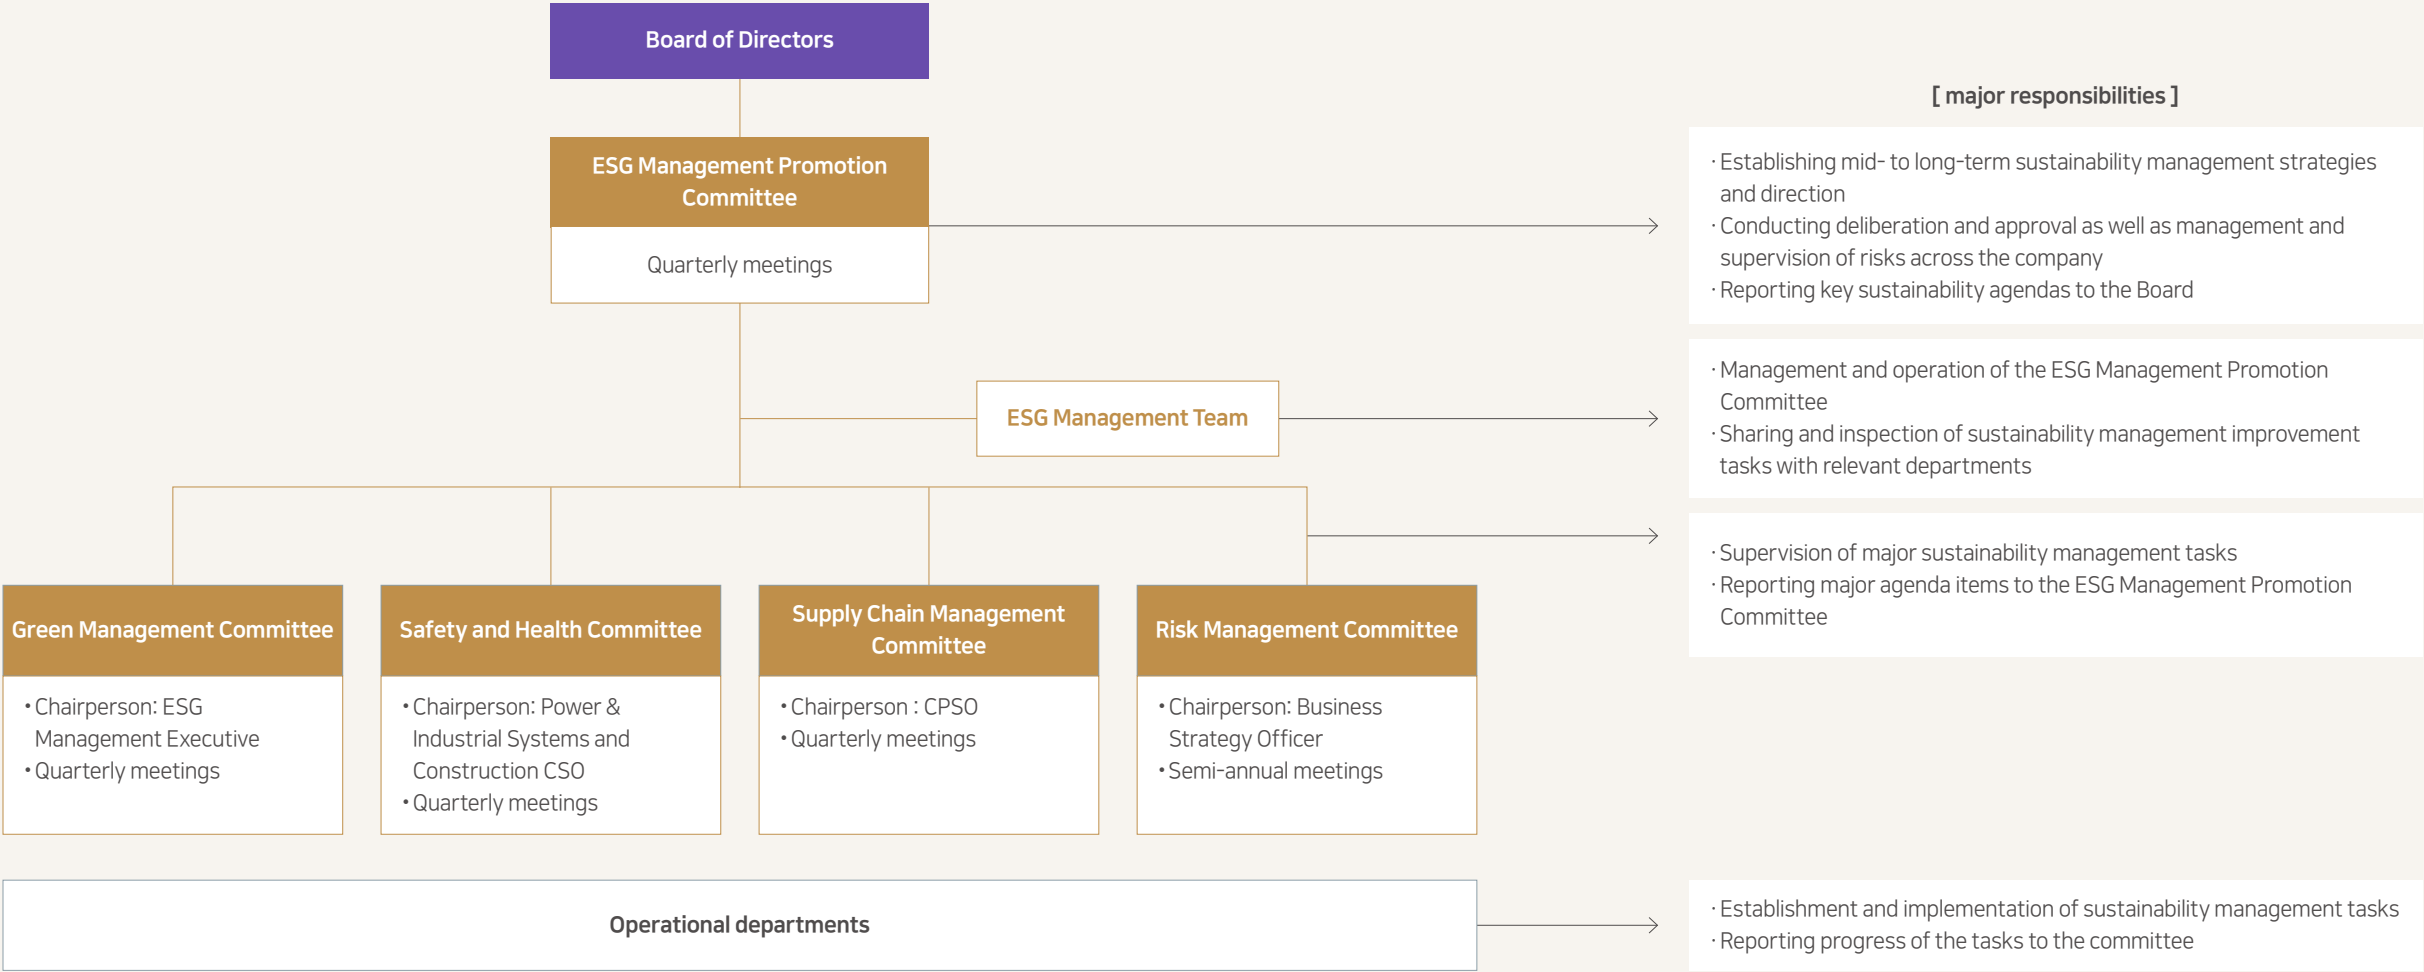 Board of Directors
ESG Management Promotion
Committee
Quarterly meetings
ESG Management Team
Green Management Committee
• Chairperson: ESG
Management Executive
• Quarterly meetings
Safety and Health Committee
• Chairperson: Power &
Industrial Systems and
Construction CSO
• Quarterly meetings
Supply Chain Management
Committee
• Chairperson : CPSO
• Quarterly meetings
Risk Management Committee
• Chairperson: Business
Strategy Officer
• Semi-annual meetings
Operational departments
[ major responsibilities ]
· Establishing mid- to long-term sustainability management strategies
and direction
· Conducting deliberation and approval as well as management and
supervision of risks across the company
· Reporting key sustainability agendas to the Board
· Management and operation of the ESG Management Promotion
Committee
· Sharing and inspection of sustainability management improvement
tasks with relevant departments
· Supervision of major sustainability management tasks
· Reporting major agenda items to the ESG Management Promotion
Committee
· Establishment and implementation of sustainability management tasks
· Reporting progress of the tasks to the committee